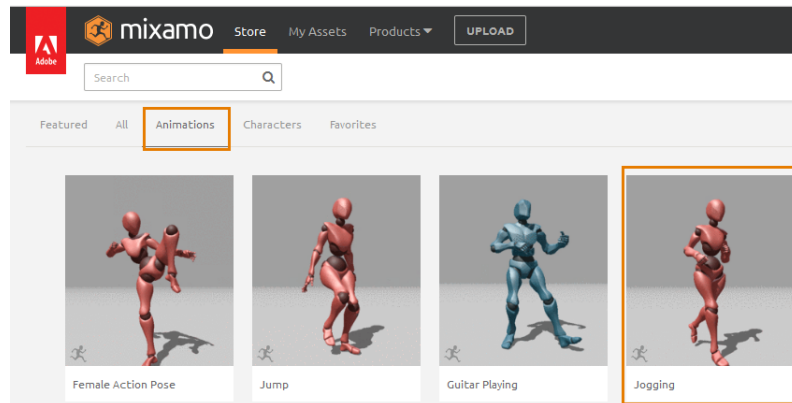 Adobe
mixamo Store My Assets Products UPLOAD
Search
Featured All Animations Characters Favorites
Female Action Pose Jump Guitar Playing Jogging